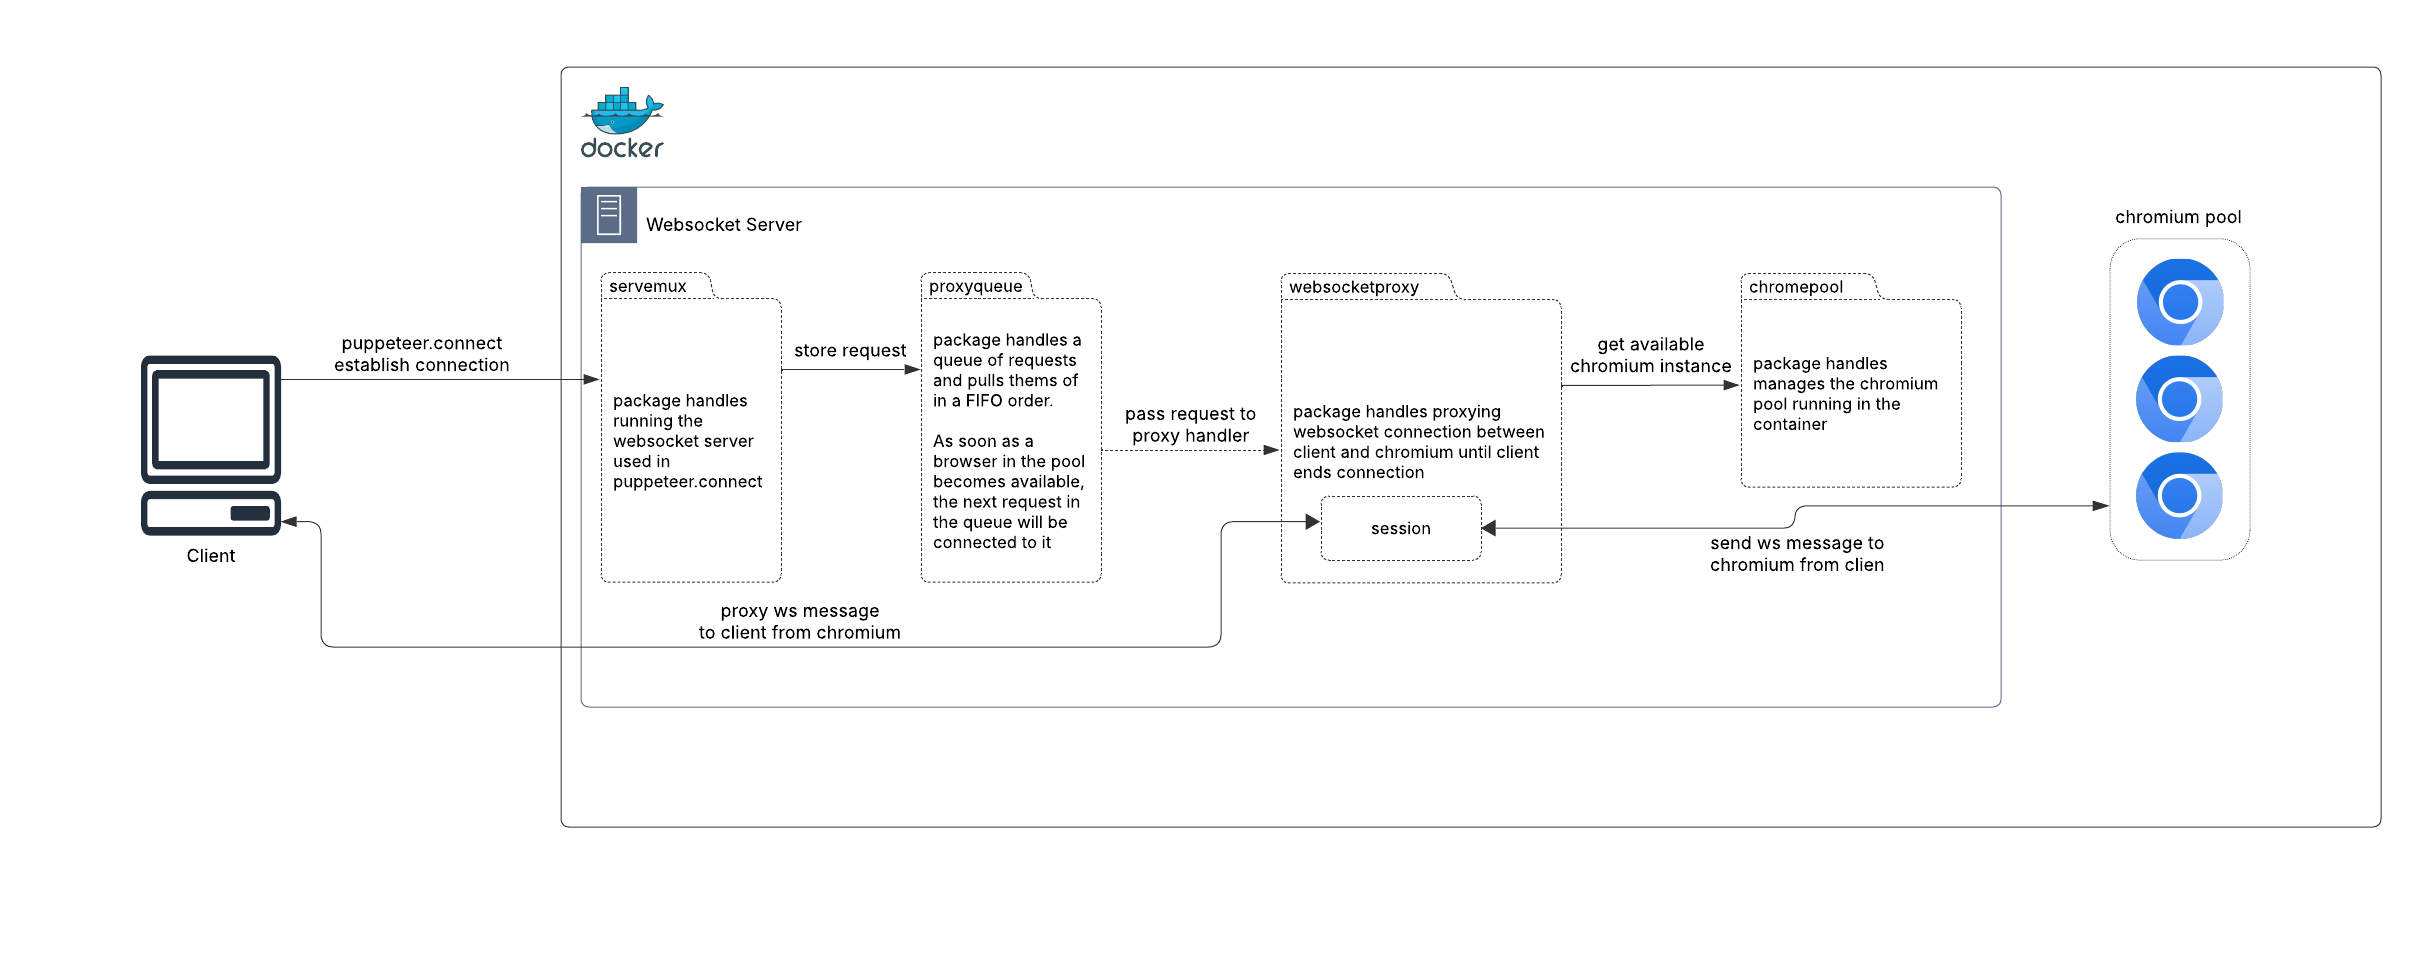 docker
Websocket Server
chromium pool
servemux
package handles
running the
websocket server
used in
puppeteer.connect
proxyqueue
package handles a
queue of requests
and pulls thems of
in a FIFO order.
As soon as a
browser in the pool
becomes available,
the next request in
the queue will be
connected to it
websocketproxy
package handles proxying
websocket connection between
client and chromium until client
ends connection
session
chromepool
package handles
manages the chromium
pool running in the
container
puppeteer.connect
establish connection
store request
pass request to
proxy handler
get available
chromium instance
send ws message to
chromium from clien
proxy ws message
to client from chromium
Client